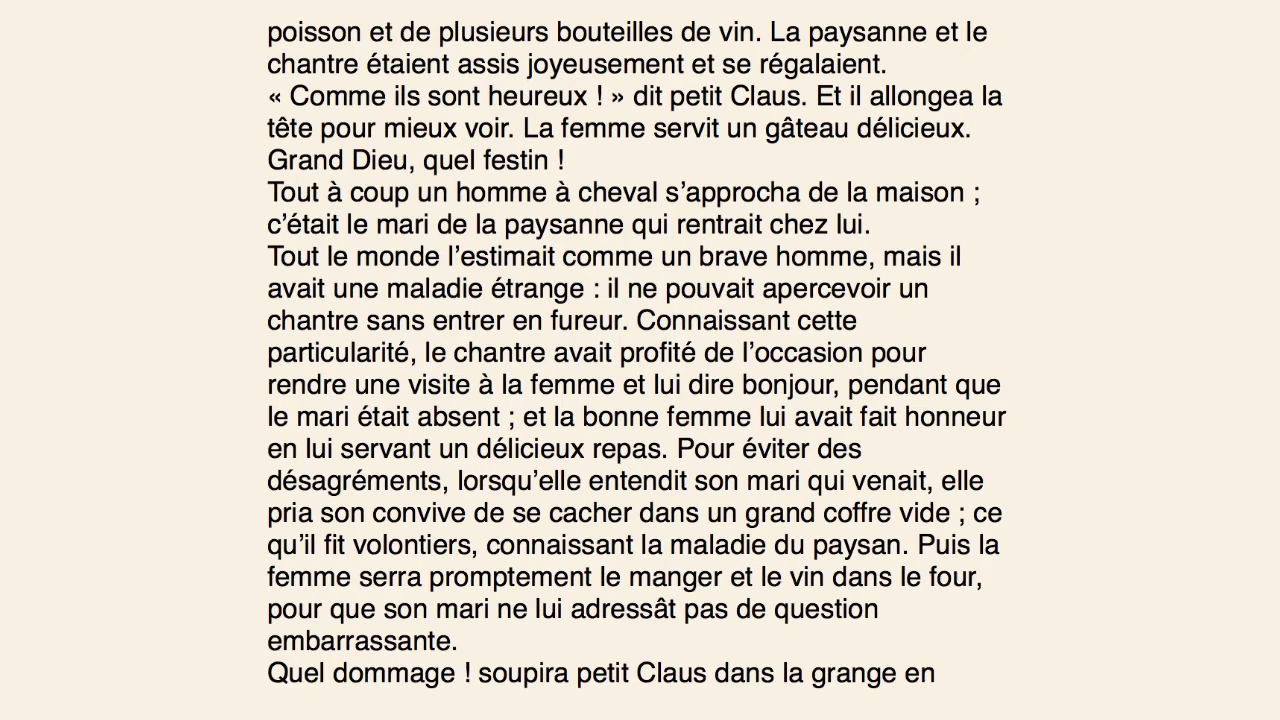 poisson et de plusieurs bouteilles de vin. La paysanne et le
chantre étaient assis joyeusement et se régalaient.
« Comme ils sont heureux ! » dit petit Claus. Et il allongea la
tête pour mieux voir. La femme servit un gâteau délicieux.
Grand Dieu, quel festin !
Tout à coup un homme à cheval s’approcha de la maison ;
c’était le mari de la paysanne qui rentrait chez lui.
Tout le monde l’estimait comme un brave homme, mais il
avait une maladie étrange : il ne pouvait apercevoir un
chantre sans entrer en fureur. Connaissant cette
particularité, le chantre avait profité de l’occasion pour
rendre une visite à la femme et lui dire bonjour, pendant que
le mari était absent ; et la bonne femme lui avait fait honneur
en lui servant un délicieux repas. Pour éviter des
désagréments, lorsqu’elle entendit son mari qui venait, elle
pria son convive de se cacher dans un grand coffre vide ; ce
qu’il fit volontiers, connaissant la maladie du paysan. Puis la
femme serra promptement le manger et le vin dans le four,
pour que son mari ne lui adressât pas de question
embarrassante.
Quel dommage ! soupira petit Claus dans la grange en